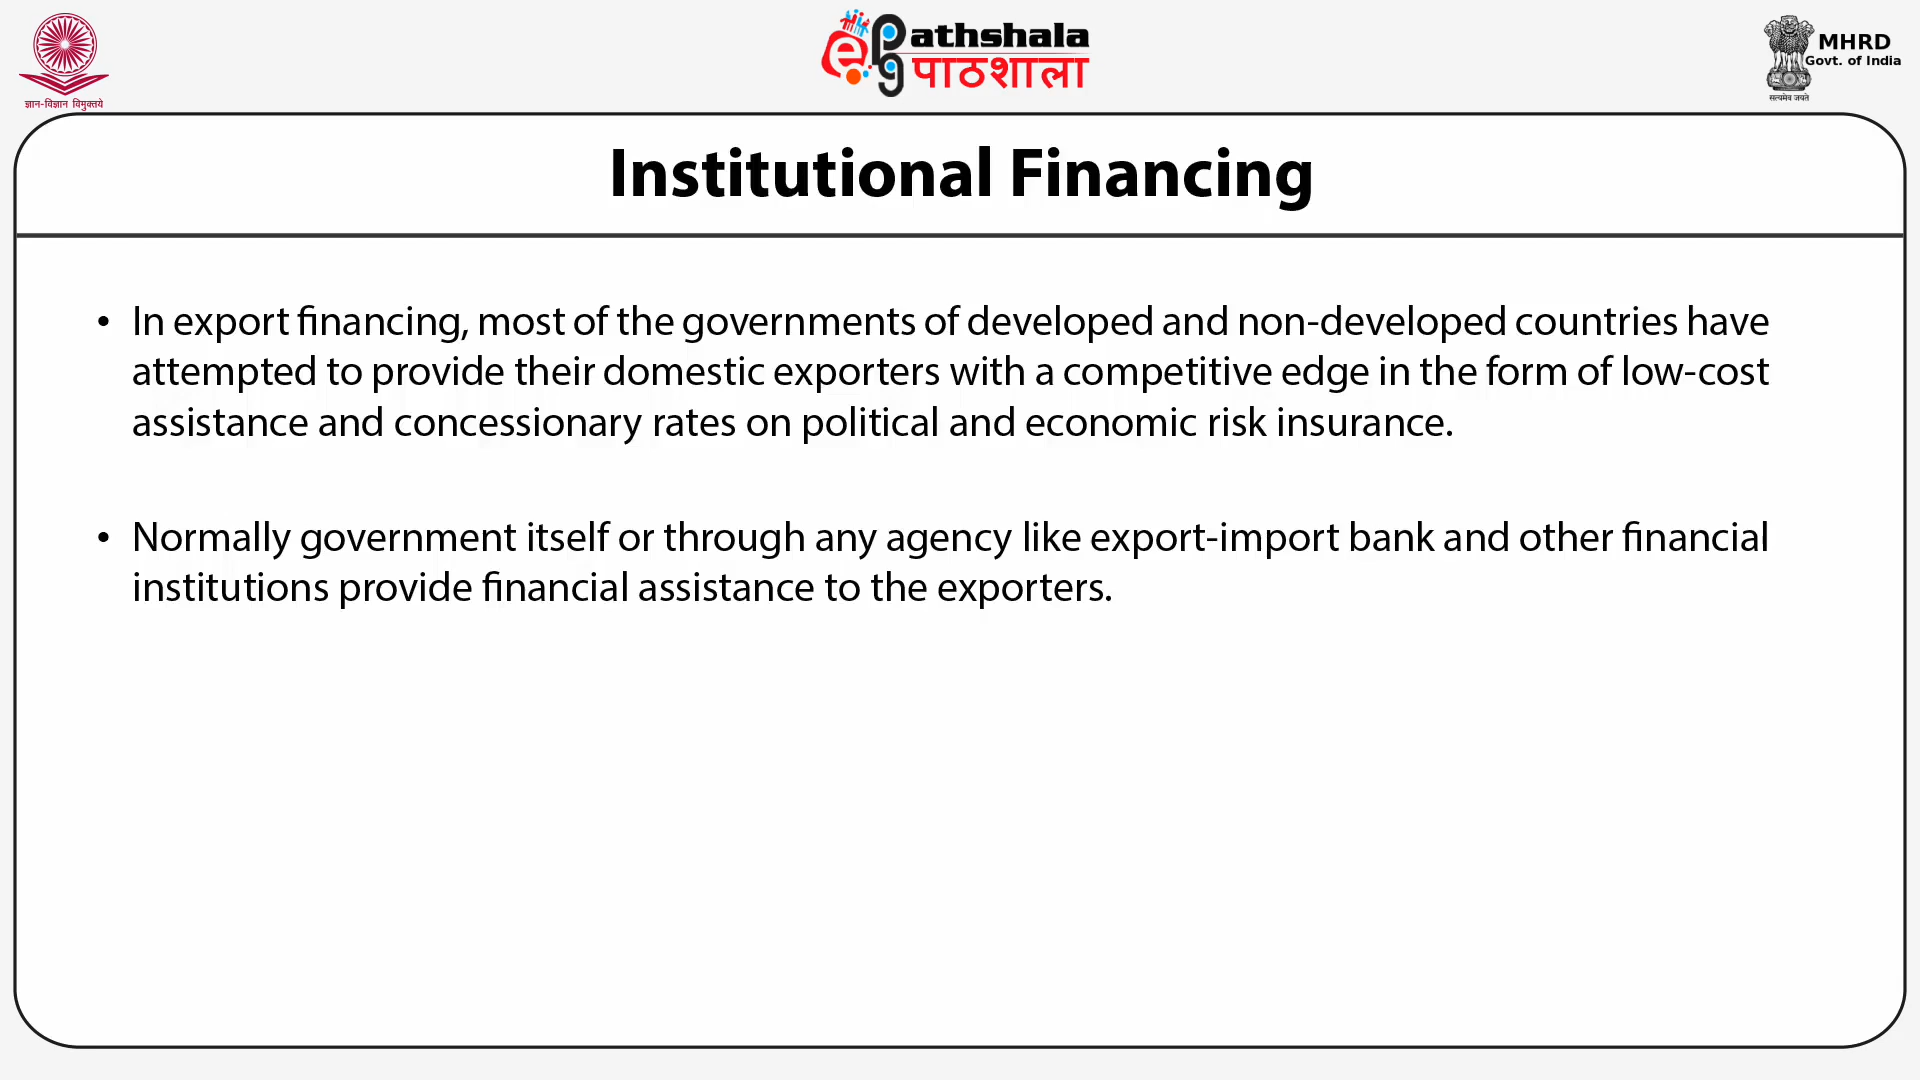 ज्ञान-विज्ञान विमुक्तये
e PG athshala
पाठशाला
सत्यमेव जयते
MHRD
Govt. of India
Institutional Financing
• In export financing, most of the governments of developed and non-developed countries have
attempted to provide their domestic exporters with a competitive edge in the form of low-cost
assistance and concessionary rates on political and economic risk insurance.
• Normally government itself or through any agency like export-import bank and other financial
institutions provide financial assistance to the exporters.